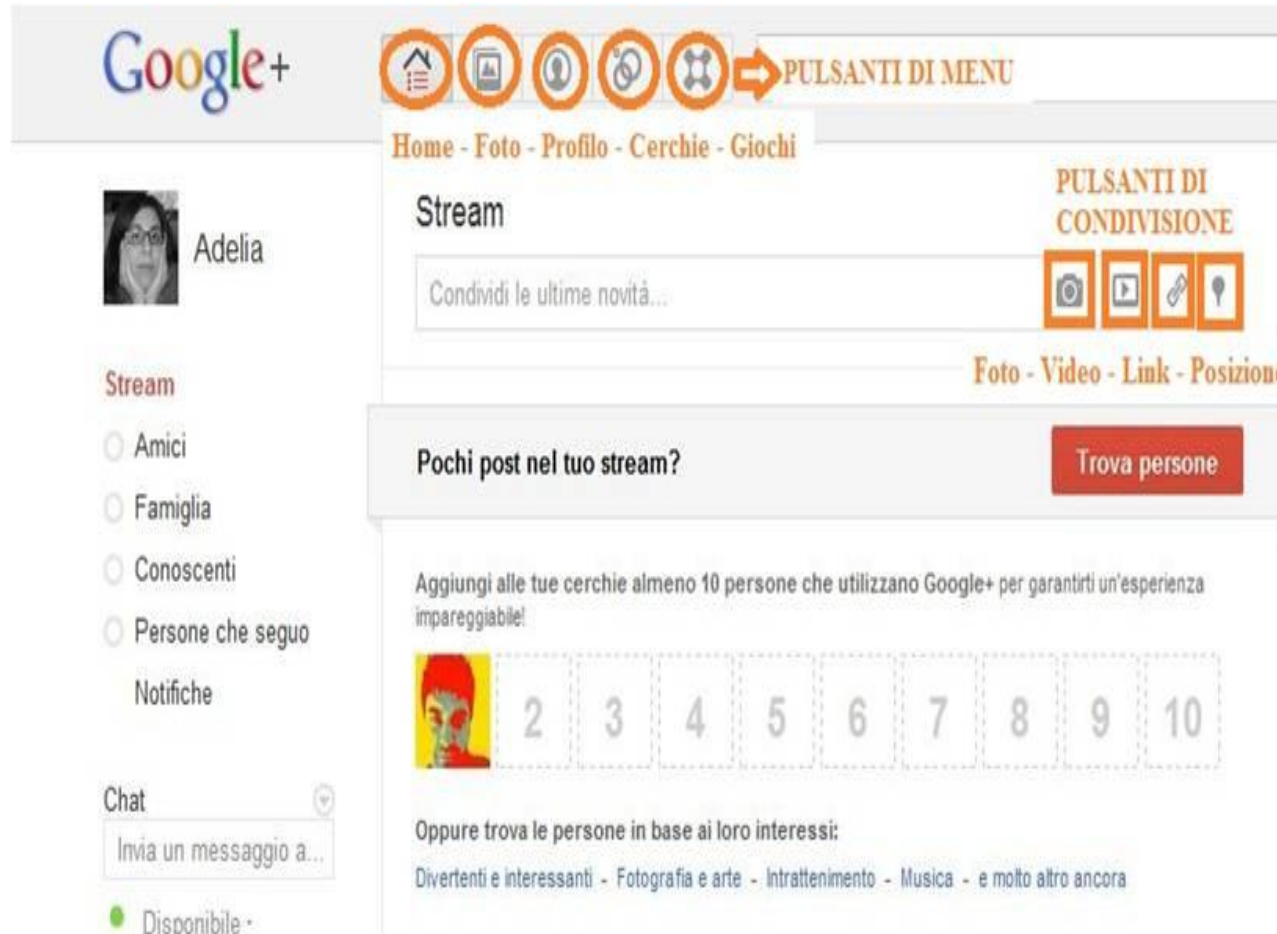 Google+
PULSANTI DI MENU
Home - Foto - Profilo - Cerchie - Giochi
Adelia
Stream
Condividi le ultime novità...
PULSANTI DI
CONDIVISIONE
Foto - Video - Link - Posizione
Stream
Amici
Famiglia
Conoscenti
Persone che seguo
Notifiche
Chat
Invia un messaggio a...
Disponibile -
Pochi post nel tuo stream?
Trova persone
Aggiungi alle tue cerchie almeno 10 persone che utilizzano Google+ per garantirti un'esperienza
impareggiabile!
2 3 4 5 6 7 8 9 10
Oppure trova le persone in base ai loro interessi:
Divertenti e interessanti - Fotografia e arte - Intrattenimento - Musica - e molto altro ancora